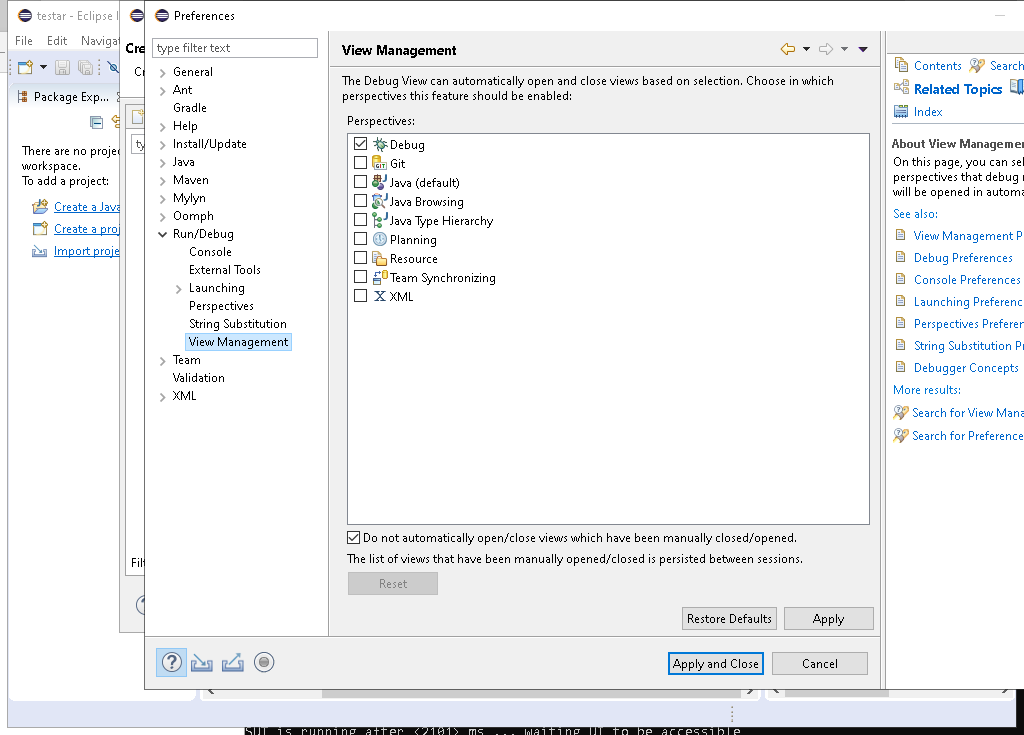 testar - Eclipse I
File Edit Navigat
Package Exp...
There are no projec
workspace.
To add a project:
Create a Java
Create a proj
Import proje
Cre
Cr
ty
Filt
Preferences
type filter text
General
Ant
Gradle
Help
Install/Update
Java
Maven
Mylyn
Oomph
Run/Debug
Console
External Tools
Launching
Perspectives
String Substitution
View Management
Team
Validation
XML
View Management
The Debug View can automatically open and close views based on selection. Choose in which
perspectives this feature should be enabled:
Perspectives:
Debug
Git
Java (default)
Java Browsing
Java Type Hierarchy
Planning
Resource
Team Synchronizing
XML
Do not automatically open/close views which have been manually closed/opened.
The list of views that have been manually opened/closed is persisted between sessions.
Reset
Restore Defaults
Apply
Apply and Close
Cancel
Contents Search
Related Topics
Index
About View Managemen
On this page, you can sel
perspectives that debug r
will be opened in automa
See also:
View Management P
Debug Preferences
Console Preferences
Launching Preferenc
Perspectives Preferen
String Substitution Pr
Debugger Concepts
More results:
Search for View Mana
Search for Preference
SUT is running after <2101> ms ... waiting UI to be accessible